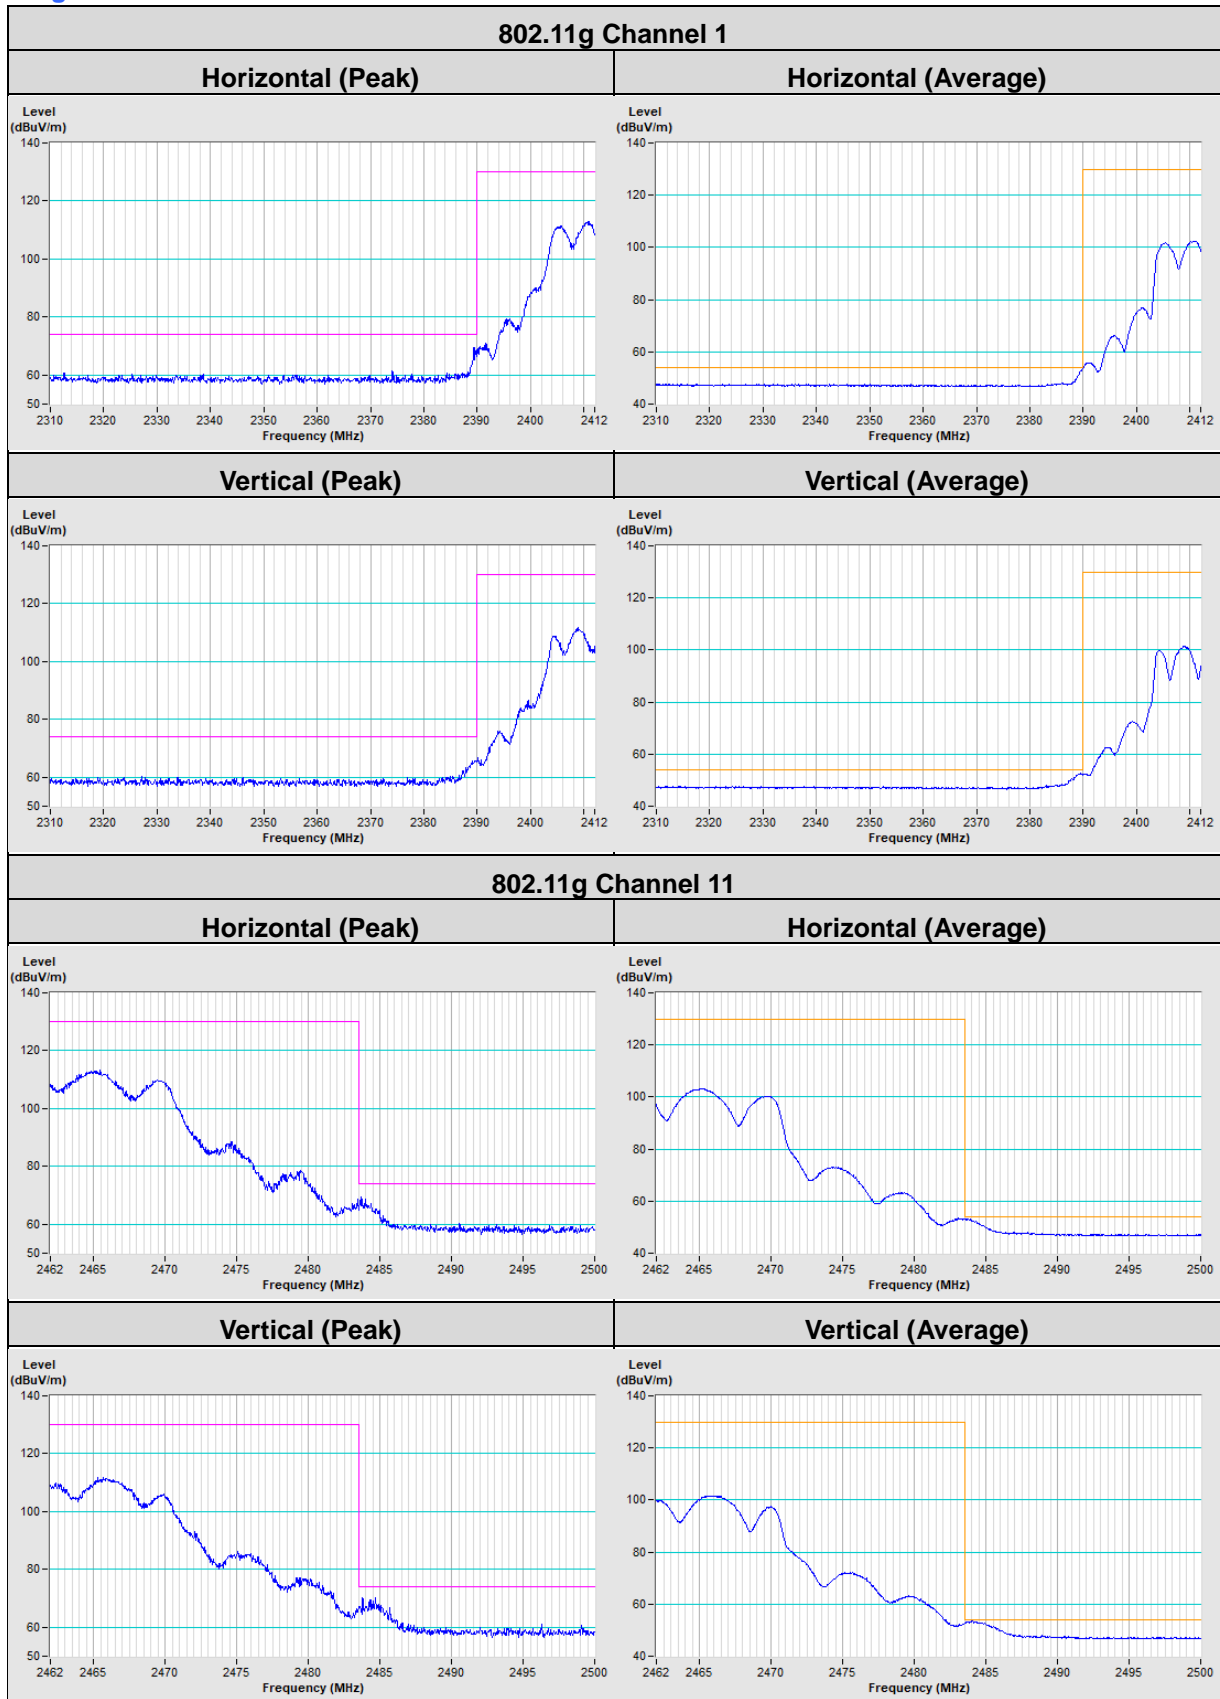 802.11g Channel 1
Horizontal (Peak) Horizontal (Average)
Level
(dBuV/m)
140
120
100
80
60
50
2310 2320 2330 2340 2350 2360 2370 2380 2390 2400 2412
Frequency (MHz)
Level
(dBuV/m)
140
120
100
80
60
40
2310 2320 2330 2340 2350 2360 2370 2380 2390 2400 2412
Frequency (MHz)
Vertical (Peak) Vertical (Average)
Level
(dBuV/m)
140
120
100
80
60
50
2310 2320 2330 2340 2350 2360 2370 2380 2390 2400 2412
Frequency (MHz)
Level
(dBuV/m)
140
120
100
80
60
40
2310 2320 2330 2340 2350 2360 2370 2380 2390 2400 2412
Frequency (MHz)
802.11g Channel 11
Horizontal (Peak) Horizontal (Average)
Level
(dBuV/m)
140
120
100
80
60
50
2462 2465 2470 2475 2480 2485 2490 2495 2500
Frequency (MHz)
Level
(dBuV/m)
140
120
100
80
60
40
2462 2465 2470 2475 2480 2485 2490 2495 2500
Frequency (MHz)
Vertical (Peak) Vertical (Average)
Level
(dBuV/m)
140
120
100
80
60
50
2462 2465 2470 2475 2480 2485 2490 2495 2500
Frequency (MHz)
Level
(dBuV/m)
140
120
100
80
60
40
2462 2465 2470 2475 2480 2485 2490 2495 2500
Frequency (MHz)